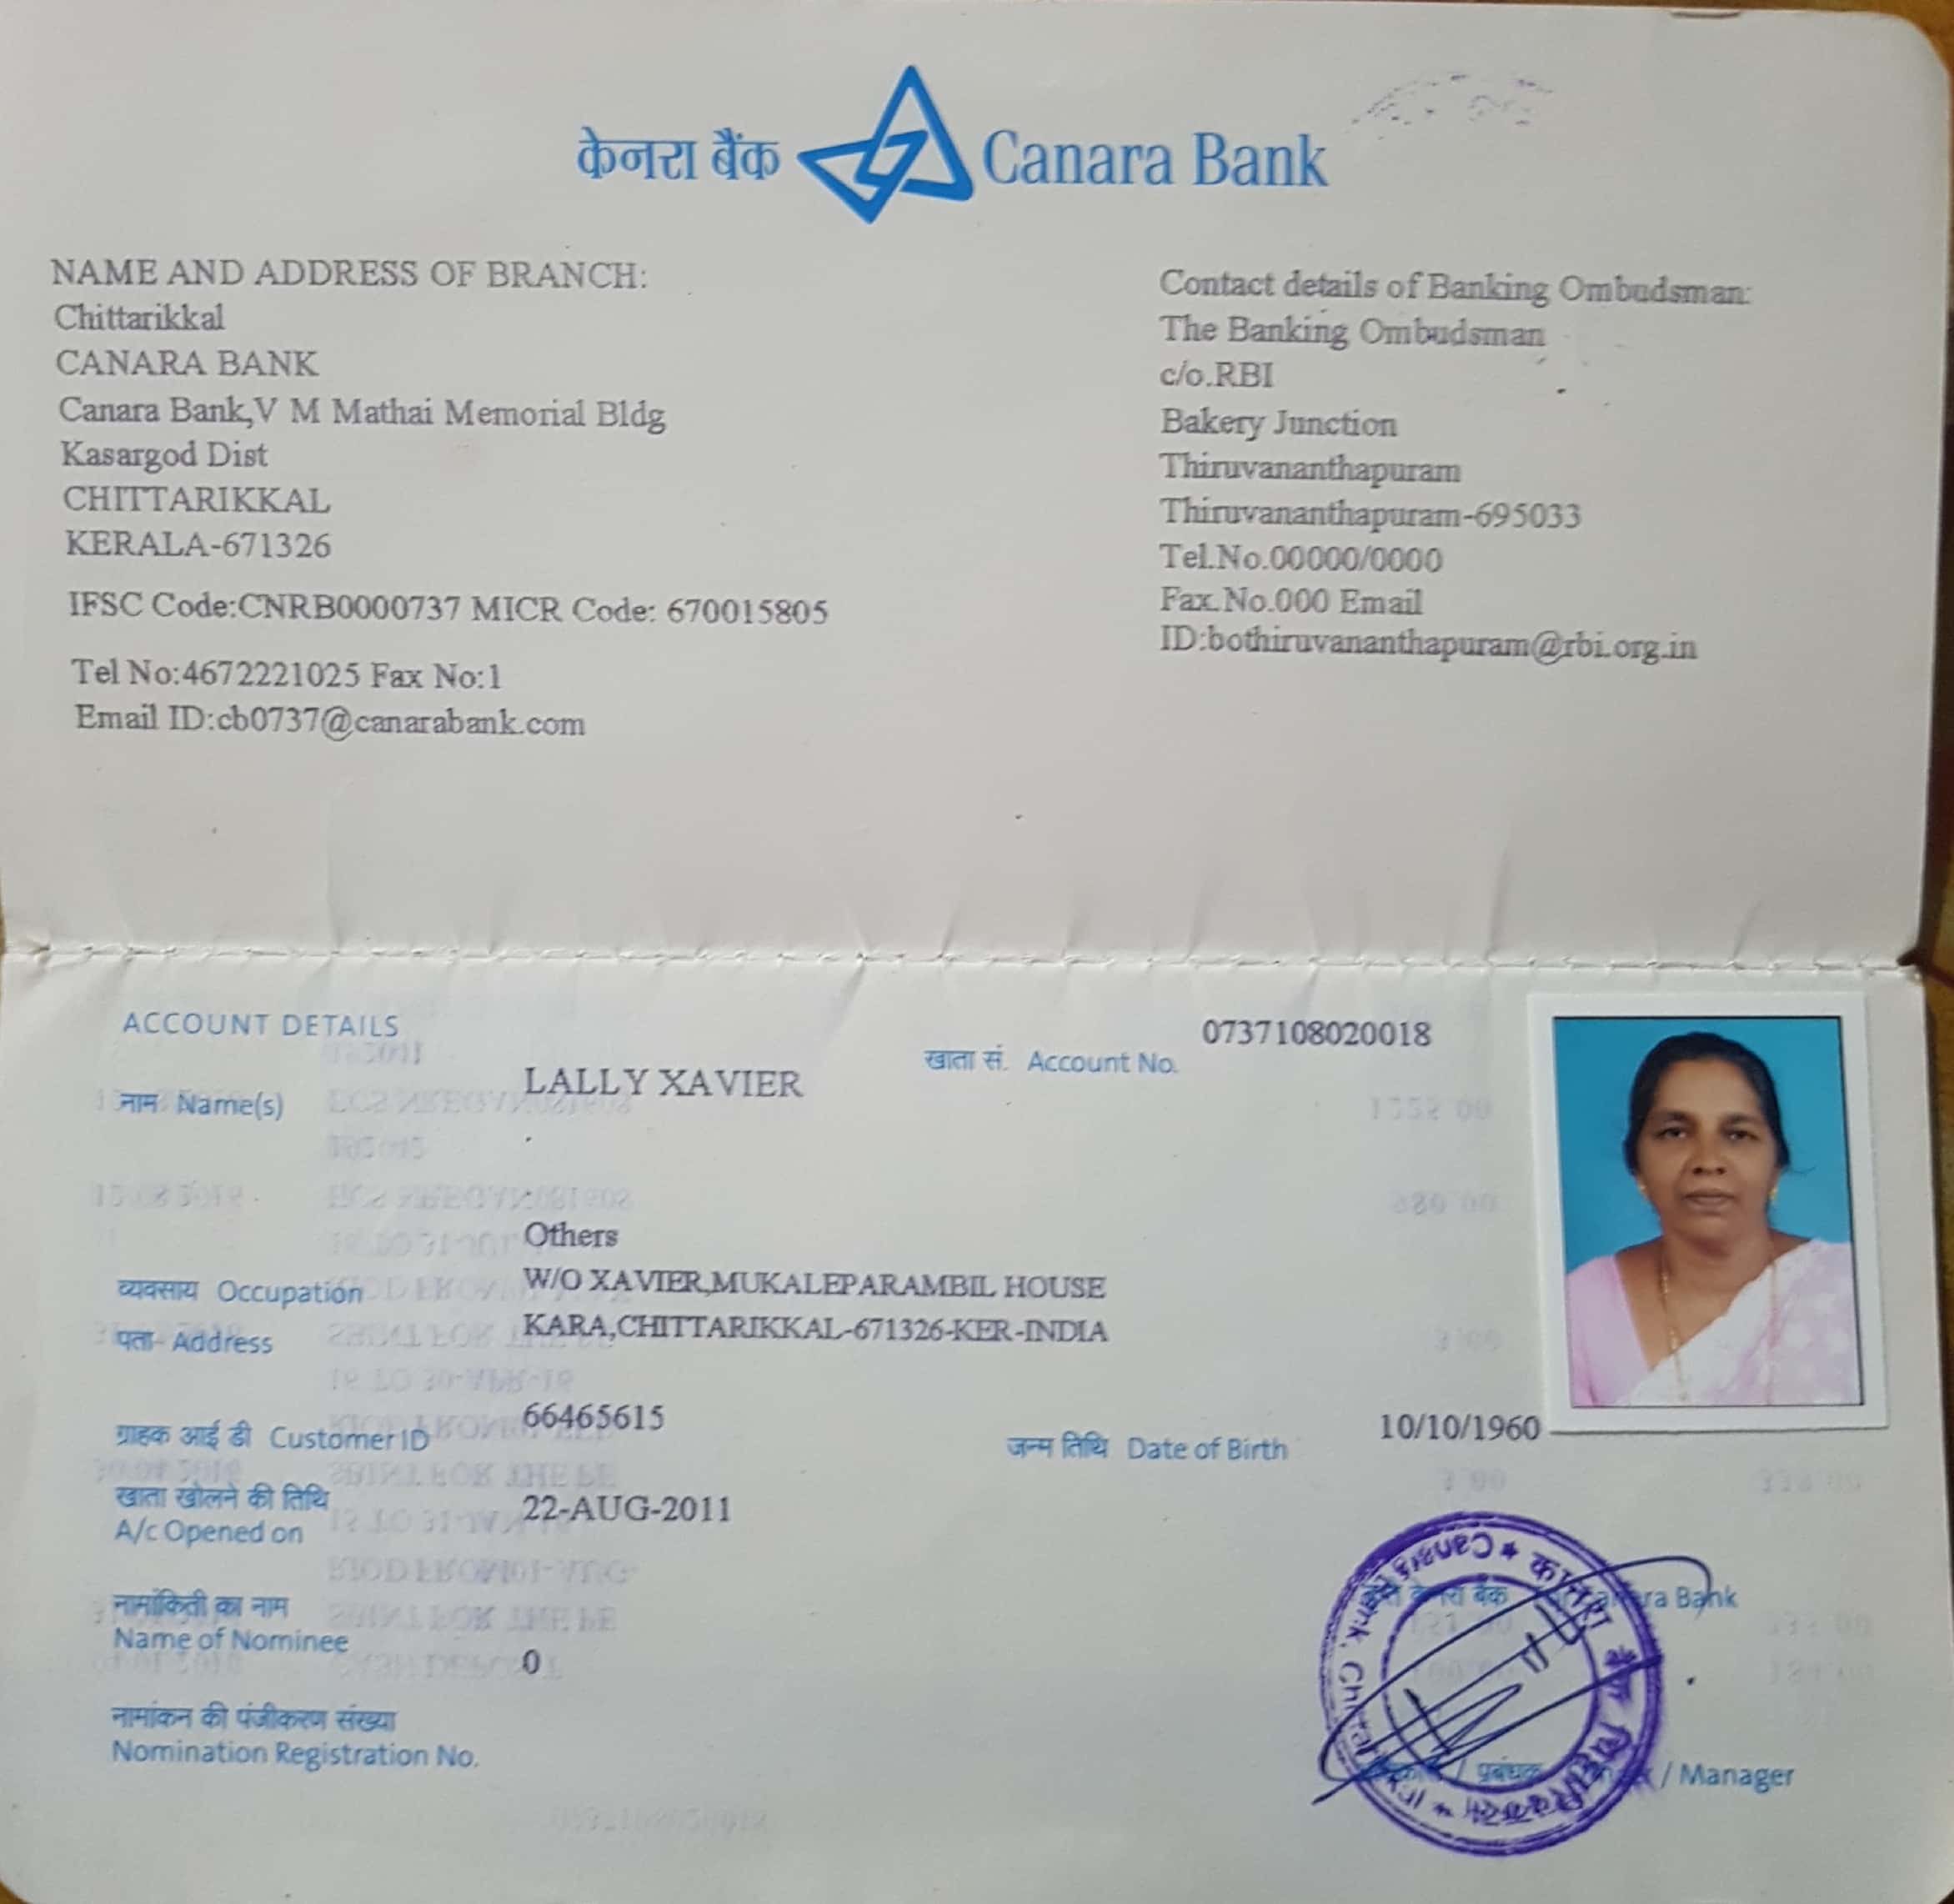 केनरा बैंक Canara Bank
NAME AND ADDRESS OF BRANCH:
Chittarikkal
CANARA BANK
Canara Bank,V M Mathai Memorial Bldg
Kasargod Dist
CHITTARIKKAL
KERALA-671326
IFSC Code:CNRB0000737 MICR Code: 670015805
Tel No:4672221025 Fax No:1
Email ID:cb0737@canarabank.com
Contact details of Banking Ombudsman:
The Banking Ombudsman
c/o.RBI
Bakery Junction
Thiruvananthapuram
Thiruvananthapuram-695033
Tel.No.00000/0000
Fax.No.000 Email
ID:bothiruvananthapuram@rbi.org.in
ACCOUNT DETAILS
खाता सं. Account No. 0737108020018
नाम Name(s) LALLY XAVIER
व्यवसाय Occupation Others
पता Address W/O XAVIER,MUKALEPARAMBIL HOUSE
KARA,CHITTARIKKAL-671326-KER-INDIA
ग्राहक आई डी Customer ID 66465615
जन्म तिथि Date of Birth 10/10/1960
खाता खोलने की तिथि
A/c Opened on 22-AUG-2011
नामांकिती का नाम
Name of Nominee 0
नामांकन की पंजीकरण संख्या
Nomination Registration No.
केनरा बैंक Canara Bank
प्रबंधक / Manager